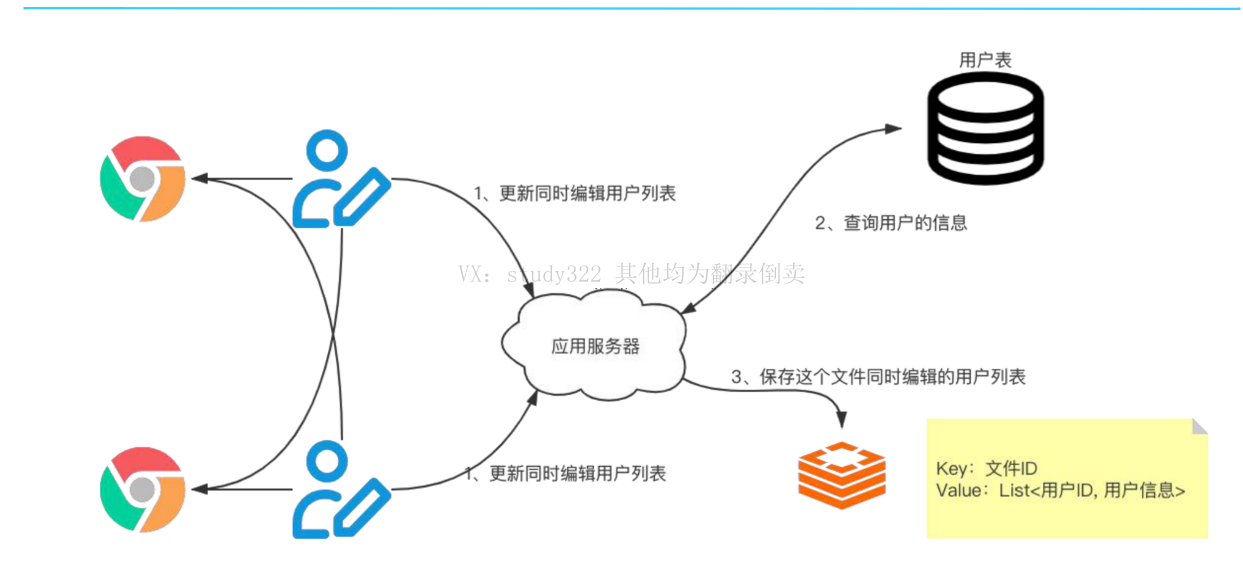 用户表
1、更新同时编辑用户列表
2、查询用户的信息
VX: study322 其他均为翻录倒卖
应用服务器
3、保存这个文件同时编辑的用户列表
Key：文件ID
Value：List<用户ID, 用户信息>
1、更新同时编辑用户列表